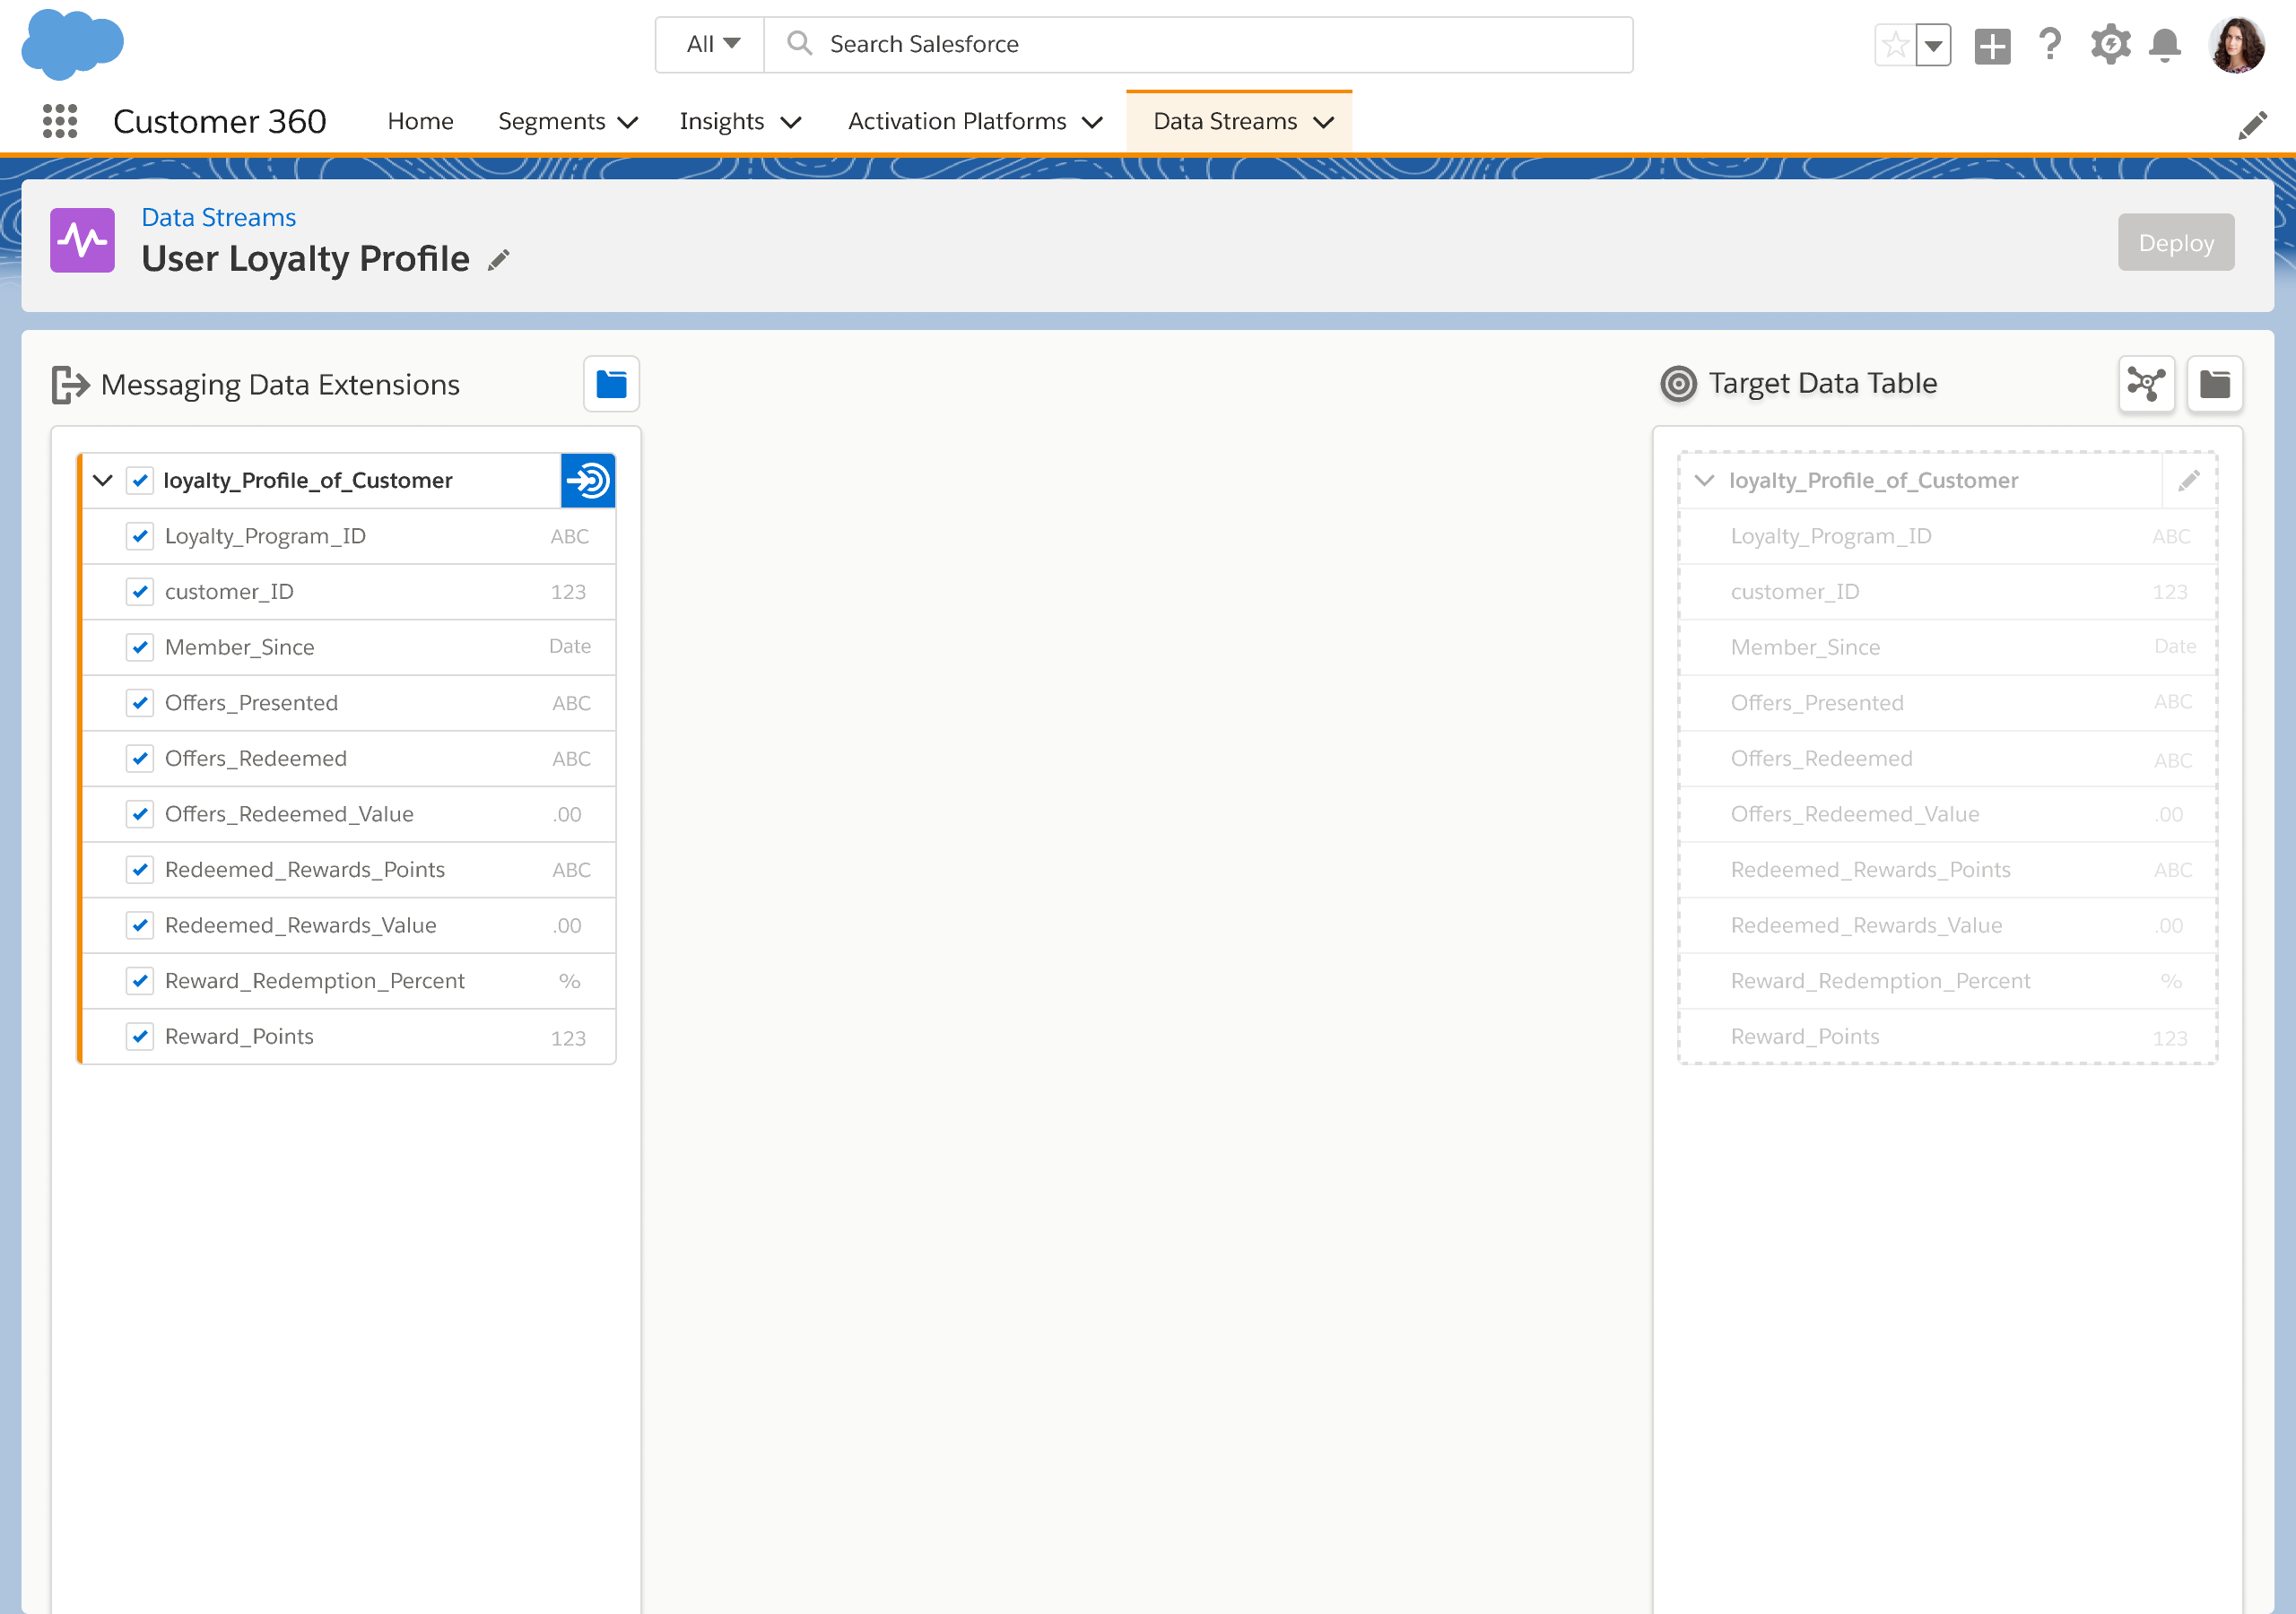 All
Search Salesforce
Customer 360
Home
Segments
Insights
Activation Platforms
Data Streams
Data Streams
User Loyalty Profile
Deploy
Messaging Data Extensions
loyalty_Profile_of_Customer
Loyalty_Program_ID ABC
customer_ID 123
Member_Since Date
Offers_Presented ABC
Offers_Redeemed ABC
Offers_Redeemed_Value .00
Redeemed_Rewards_Points ABC
Redeemed_Rewards_Value .00
Reward_Redemption_Percent %
Reward_Points 123
Target Data Table
loyalty_Profile_of_Customer
Loyalty_Program_ID ABC
customer_ID 123
Member_Since Date
Offers_Presented ABC
Offers_Redeemed ABC
Offers_Redeemed_Value .00
Redeemed_Rewards_Points ABC
Redeemed_Rewards_Value .00
Reward_Redemption_Percent %
Reward_Points 123